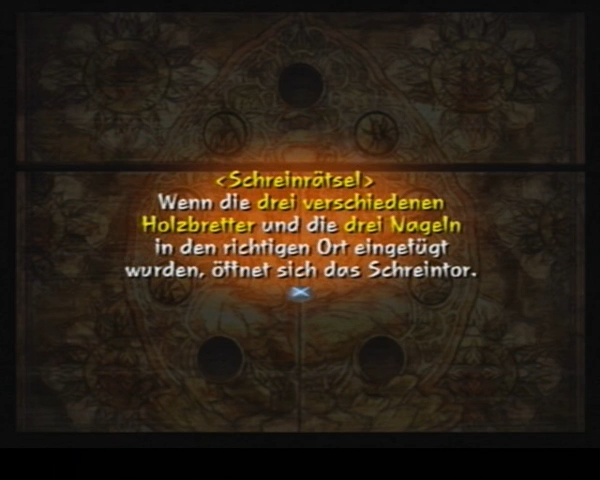 <Schreinrätsel>
Wenn die drei verschiedenen
Holzbretter und die drei Nägeln
in den richtigen Ort eingefügt
wurden, öffnet sich das Schreintor.